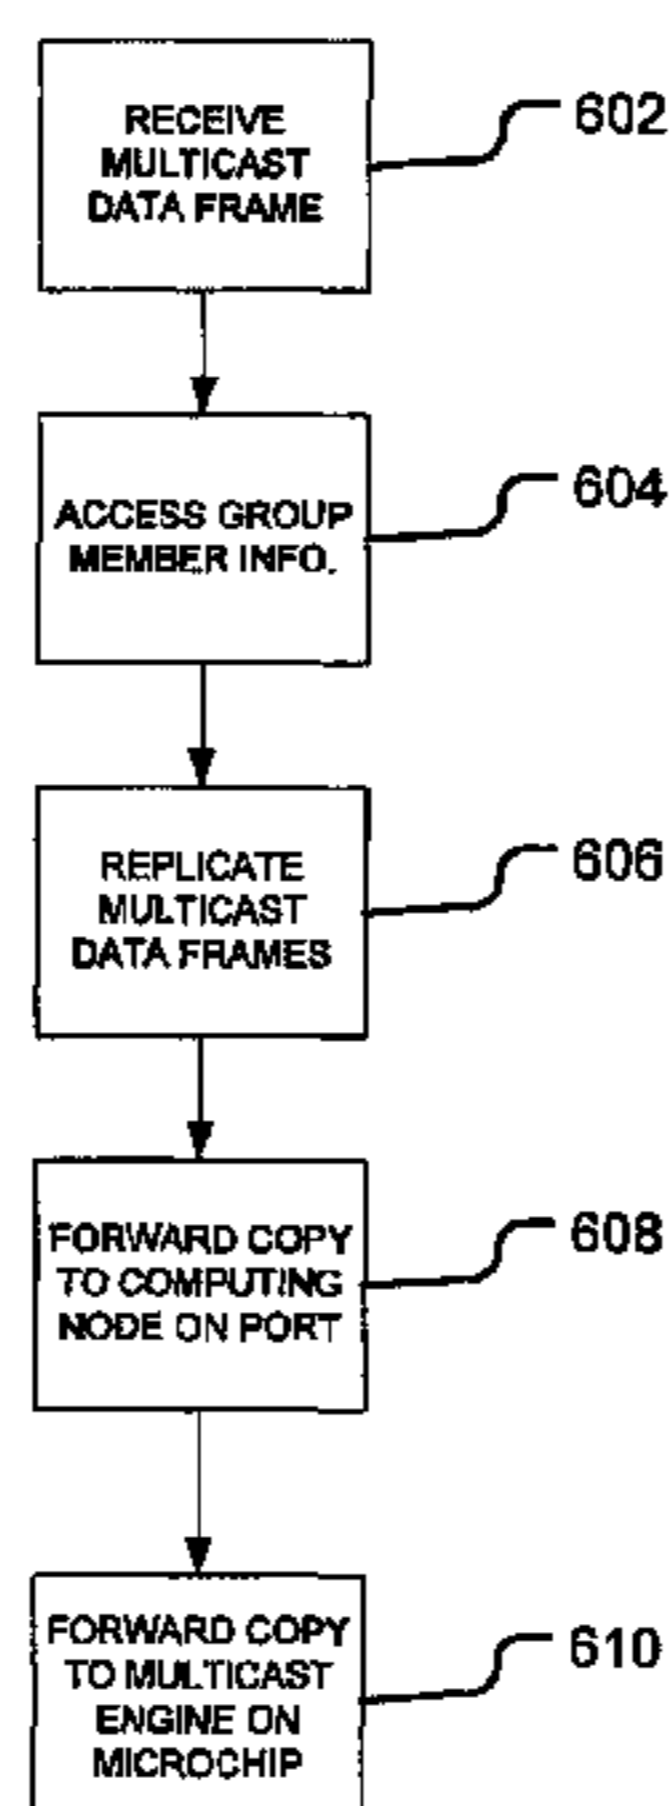 RECEIVE
MULTICAST
DATA FRAME
602
ACCESS GROUP
MEMBER INFO.
604
REPLICATE
MULTICAST
DATA FRAMES
606
FORWARD COPY
TO COMPUTING
NODE ON PORT
608
FORWARD COPY
TO MULTICAST
ENGINE ON
MICROCHIP
610